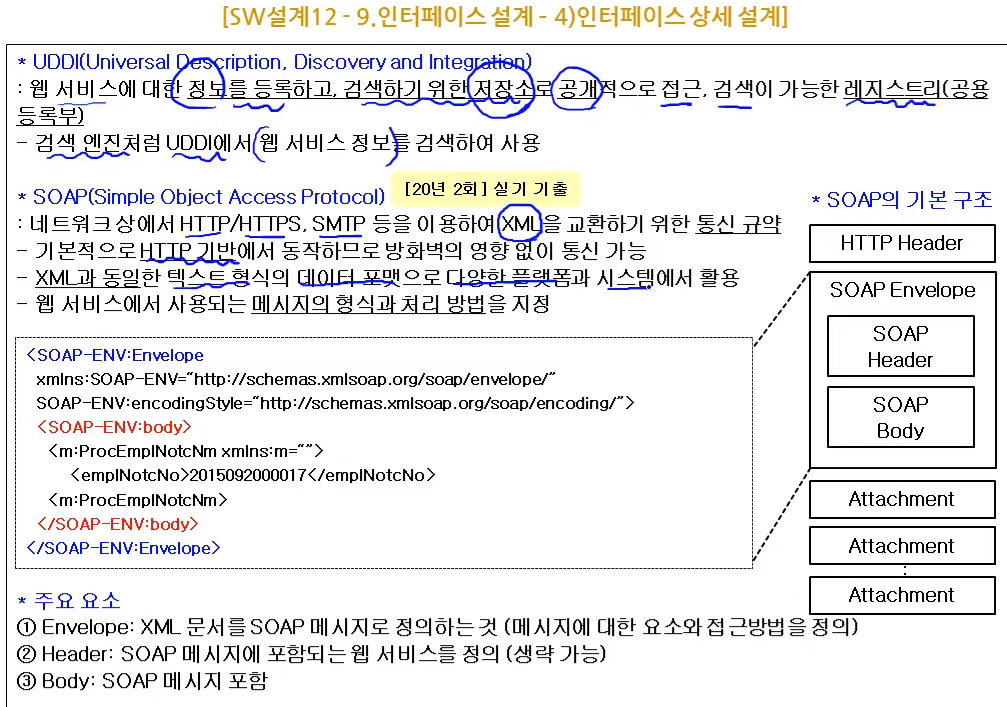 [SW설계12 - 9.인터페이스 설계 - 4)인터페이스 상세 설계]
* UDDI(Universal Description, Discovery and Integration)
: 웹 서비스에 대한 정보를 등록하고, 검색하기 위한 저장소로 공개적으로 접근, 검색이 가능한 레지스트리(공용
등록부)
- 검색 엔진처럼 UDDI에서 웹 서비스 정보를 검색하여 사용
* SOAP(Simple Object Access Protocol)
[20년 2회] 실기 기출
: 네트워크 상에서 HTTP/HTTPS, SMTP 등을 이용하여 XML을 교환하기 위한 통신 규약
- 기본적으로 HTTP 기반에서 동작하므로 방화벽의 영향 없이 통신 가능
- XML과 동일한 텍스트 형식의 데이터 포맷으로 다양한 플랫폼과 시스템에서 활용
- 웹 서비스에서 사용되는 메시지의 형식과 처리 방법을 지정
<SOAP-ENV:Envelope
xmlns:SOAP-ENV="http://schemas.xmlsoap.org/soap/envelope/"
SOAP-ENV:encodingStyle="http://schemas.xmlsoap.org/soap/encoding/">
<SOAP-ENV:body>
<m:ProcEmplNotcNm xmlns:m="">
<emplNotcNo>2015092000017</emplNotcNo>
<m:ProcEmplNotcNm>
</SOAP-ENV:body>
</SOAP-ENV:Envelope>
* SOAP의 기본 구조
HTTP Header
SOAP Envelope
SOAP
Header
SOAP
Body
Attachment
Attachment
:
Attachment
* 주요 요소
① Envelope: XML 문서를 SOAP 메시지로 정의하는 것 (메시지에 대한 요소와 접근방법을 정의)
② Header: SOAP 메시지에 포함되는 웹 서비스를 정의 (생략 가능)
③ Body: SOAP 메시지 포함